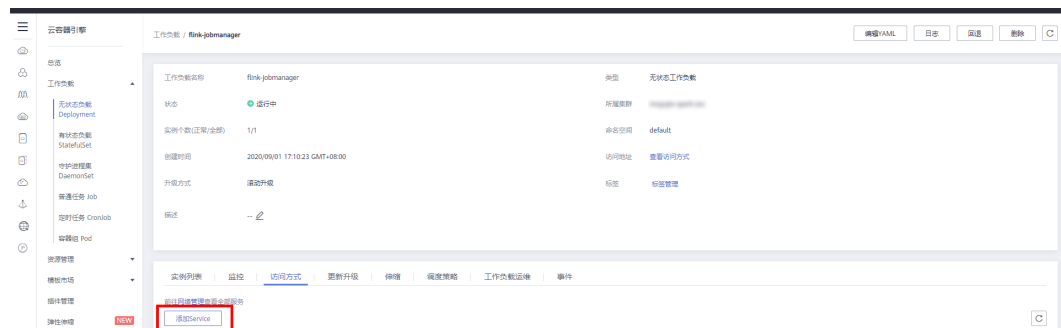 云容器引擎
工作负载 / flink-jobmanager
编辑YAML 日志 回退 删除
总览
工作负载
无状态负载
Deployment
有状态负载
StatefulSet
守护进程集
DaemonSet
普通任务 Job
定时任务 CronJob
容器组 Pod
资源管理
模板市场
插件管理
弹性伸缩 NEW
工作负载名称 flink-jobmanager
类型 无状态工作负载
状态 运行中
所属集群
实例个数(正常/全部) 1/1
命名空间 default
创建时间 2020/09/01 17:10:23 GMT+08:00
访问地址 查看访问方式
升级方式 滚动升级
标签 标签管理
描述 --
实例列表 监控 访问方式 更新升级 伸缩 调度策略 工作负载运维 事件
前往网络管理查看全部服务
添加Service